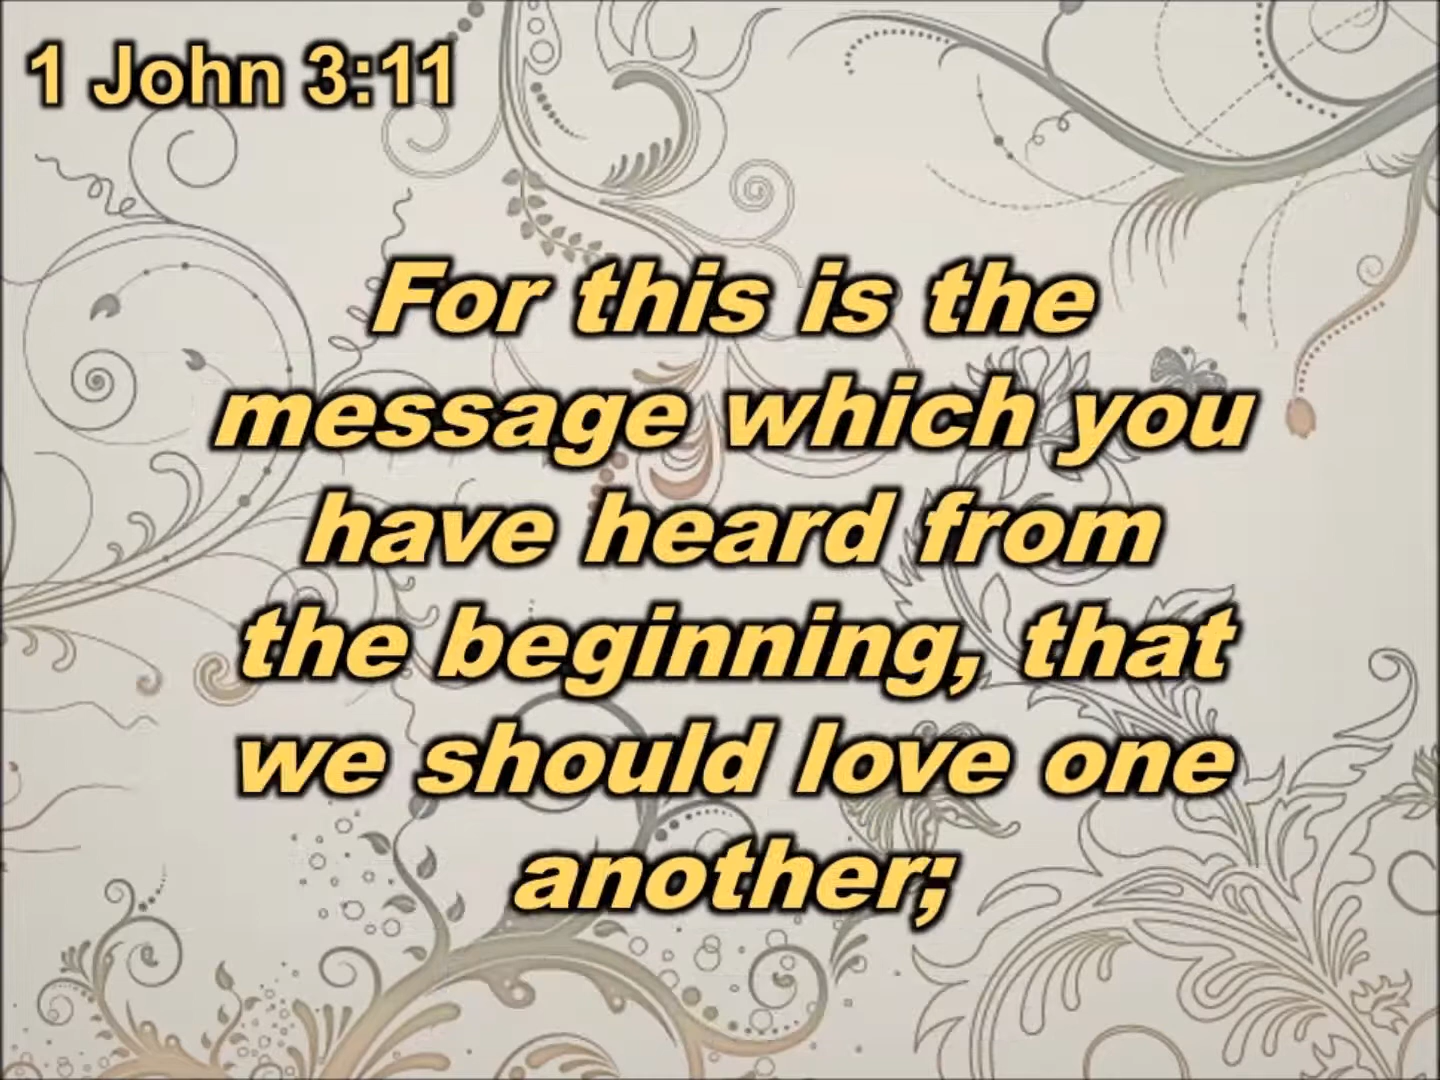 1 John 3:11
For this is the
message which you
have heard from
the beginning, that
we should love one
another;